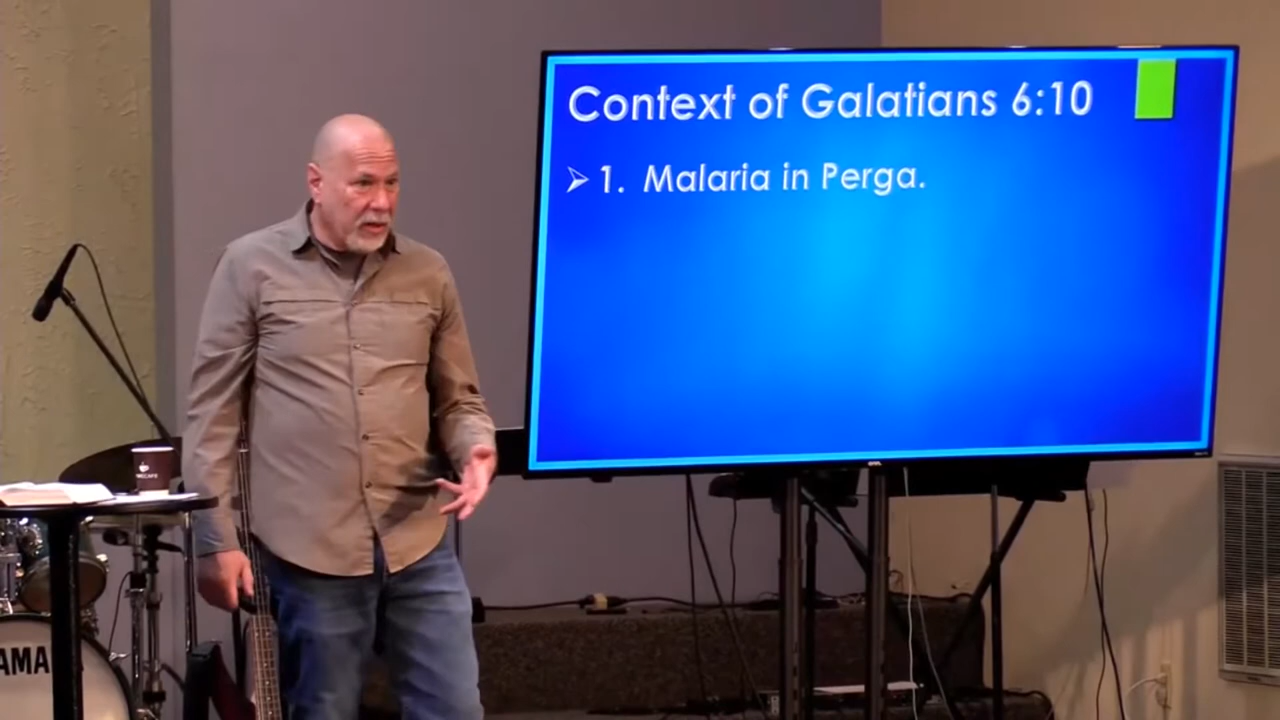 Context of Galatians 6:10
➢ 1. Malaria in Perga.
AMA